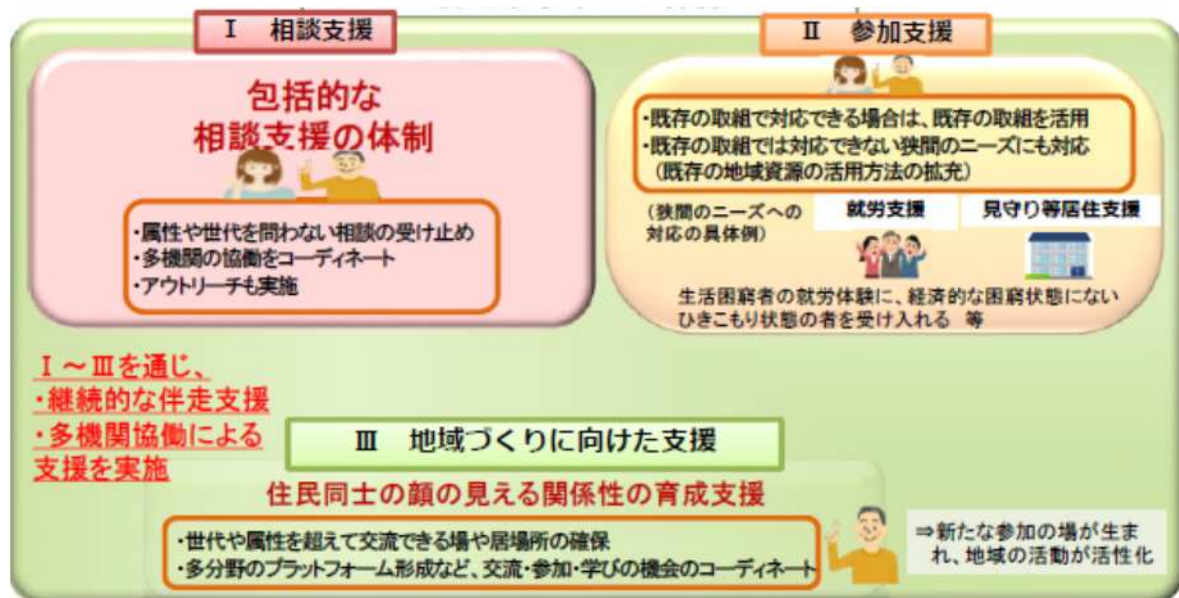 Ⅰ　相談支援
包括的な
相談支援の体制
・属性や世代を問わない相談の受け止め
・多機関の協働をコーディネート
・アウトリーチも実施
Ⅱ　参加支援
・既存の取組で対応できる場合は、既存の取組を活用
・既存の取組では対応できない狭間のニーズにも対応
（既存の地域資源の活用方法の拡充）
（狭間のニーズへの
対応の具体例）
就労支援
見守り等居住支援
生活困窮者の就労体験に、経済的な困窮状態にない
ひきこもり状態の者を受け入れる　等
Ⅰ～Ⅲを通じ、
・継続的な伴走支援
・多機関協働による
支援を実施
Ⅲ　地域づくりに向けた支援
住民同士の顔の見える関係性の育成支援
・世代や属性を超えて交流できる場や居場所の確保
・多分野のプラットフォーム形成など、交流・参加・学びの機会のコーディネート
⇒新たな参加の場が生ま
れ、地域の活動が活性化